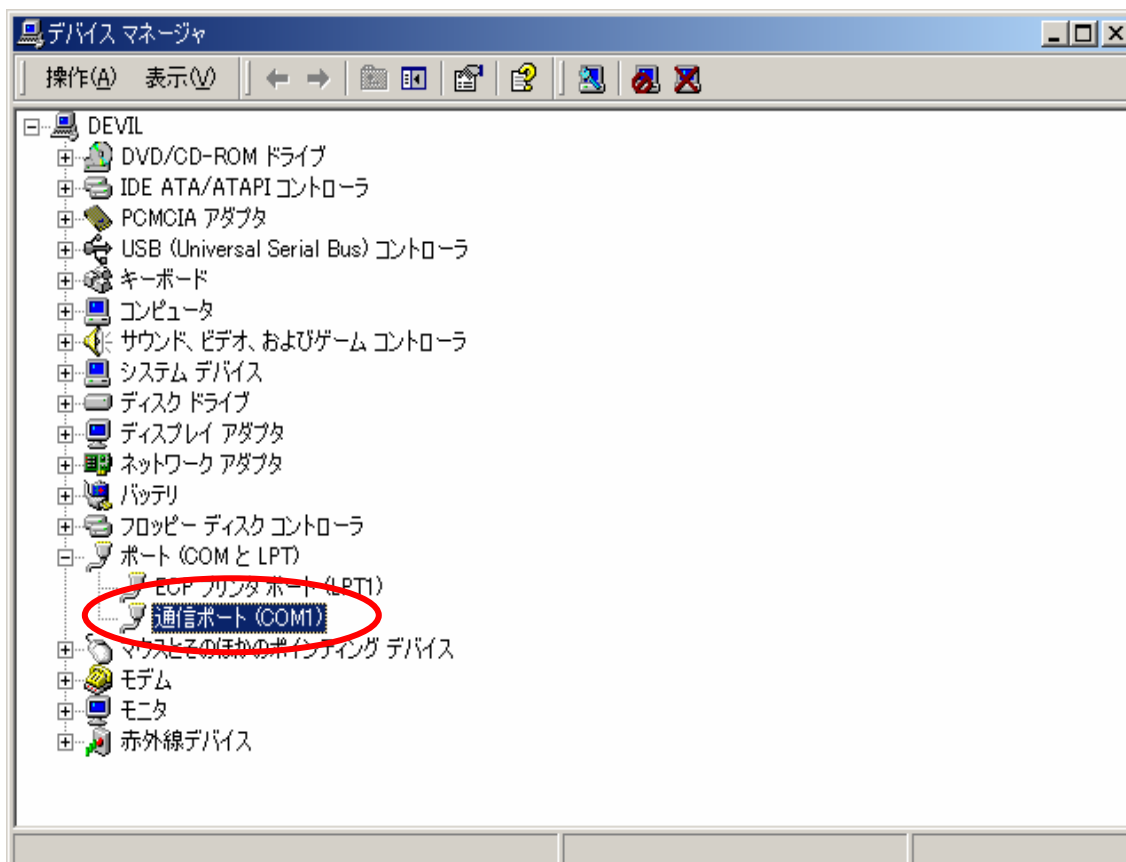 デバイス マネージャ
操作(A) 表示(V)
DEVIL
DVD/CD-ROM ドライブ
IDE ATA/ATAPI コントローラ
PCMCIA アダプタ
USB (Universal Serial Bus) コントローラ
キーボード
コンピュータ
サウンド、ビデオ、およびゲーム コントローラ
システム デバイス
ディスク ドライブ
ディスプレイ アダプタ
ネットワーク アダプタ
バッテリ
フロッピー ディスク コントローラ
ポート (COM と LPT)
ECP プリンタ ポート (LPT1)
通信ポート (COM1)
マウスとそのほかのポインティング デバイス
モデム
モニタ
赤外線デバイス